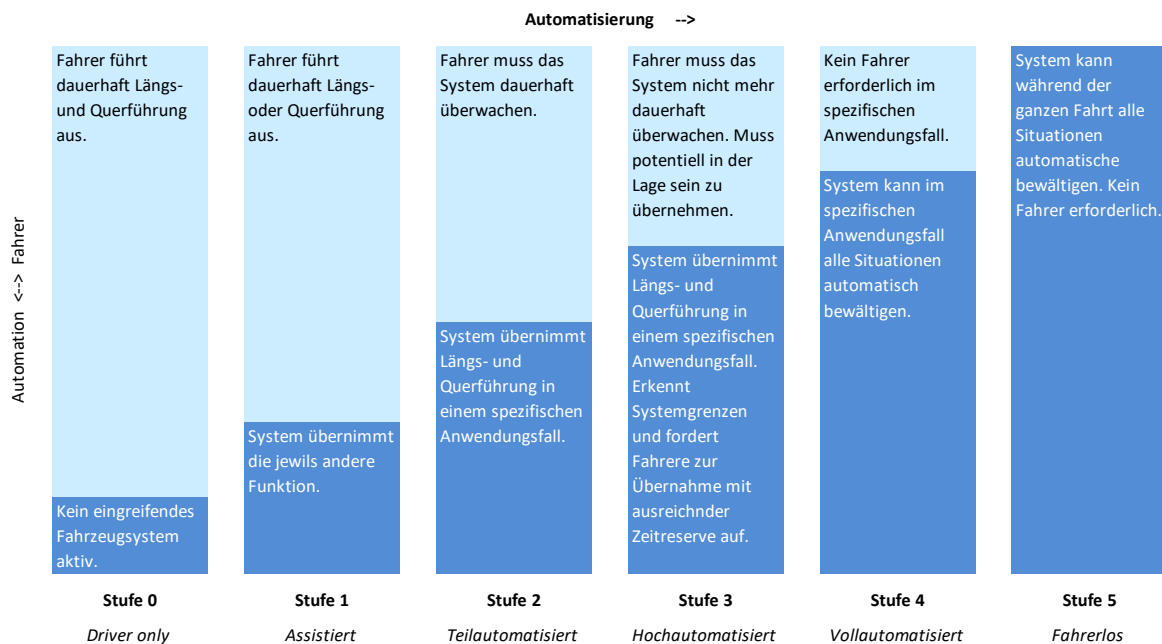 Automatisierung -->
Automation <--> Fahrer
Fahrer führt
dauerhaft Längs-
und Querführung
aus.
Kein eingreifendes
Fahrzeugsystem
aktiv.
Stufe 0
Driver only
Fahrer führt
dauerhaft Längs-
oder Querführung
aus.
System übernimmt
die jewils andere
Funktion.
Stufe 1
Assistiert
Fahrer muss das
System dauerhaft
überwachen.
System übernimmt
Längs- und
Querführung in
einem spezifischen
Anwendungsfall.
Stufe 2
Teilautomatisiert
Fahrer muss das
System nicht mehr
dauerhaft
überwachen. Muss
potentiell in der
Lage sein zu
übernehmen.
System übernimmt
Längs- und
Querführung in
einem spezifischen
Anwendungsfall.
Erkennt
Systemgrenzen
und fordert
Fahrere zur
Übernahme mit
ausreichnder
Zeitreserve auf.
Stufe 3
Hochautomatisiert
Kein Fahrer
erforderlich im
spezifischen
Anwendungsfall.
System kann im
spezifischen
Anwendungsfall
alle Situationen
automatisch
bewältigen.
Stufe 4
Vollautomatisiert
System kann
während der
ganzen Fahrt alle
Situationen
automatische
bewältigen. Kein
Fahrer erforderlich.
Stufe 5
Fahrerlos